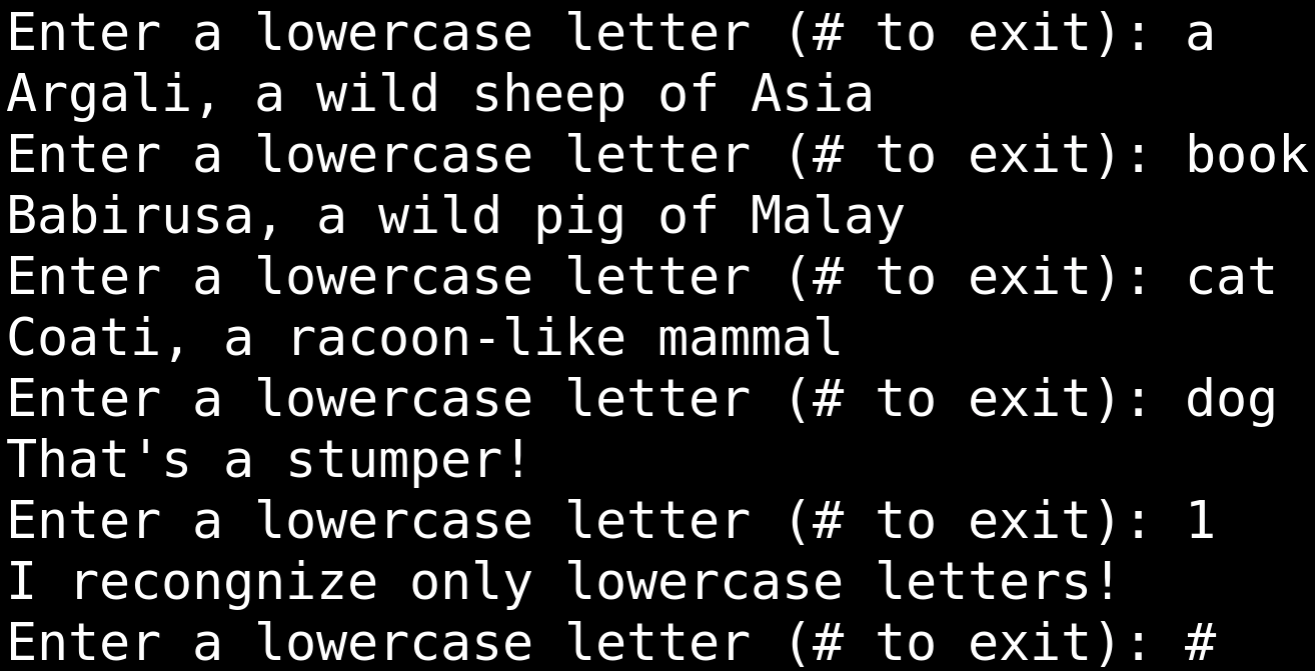 Enter a lowercase letter (# to exit): a
Argali, a wild sheep of Asia
Enter a lowercase letter (# to exit): book
Babirusa, a wild pig of Malay
Enter a lowercase letter (# to exit): cat
Coati, a racoon-like mammal
Enter a lowercase letter (# to exit): dog
That's a stumper!
Enter a lowercase letter (# to exit): 1
I recongnize only lowercase letters!
Enter a lowercase letter (# to exit): #